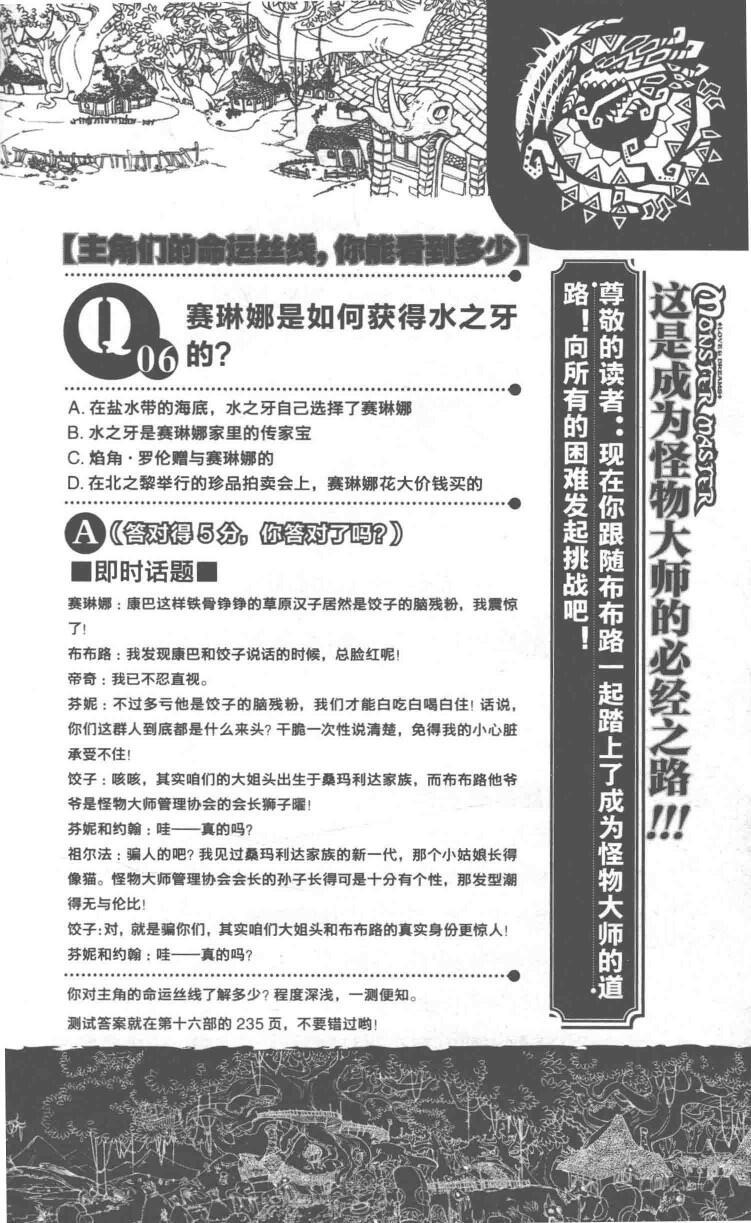 【主角们的命运丝线，你能看到多少】
Q06
赛琳娜是如何获得水之牙
的？
A. 在盐水带的海底，水之牙自己选择了赛琳娜
B. 水之牙是赛琳娜家里的传家宝
C. 焰角·罗伦赠与赛琳娜的
D. 在北之黎举行的珍品拍卖会上，赛琳娜花大价钱买的
A（答对得5分，你答对了吗？）
■即时话题■
赛琳娜：康巴这样铁骨铮铮的草原汉子居然是饺子的脑残粉，我震惊
了！
布布路：我发现康巴和饺子说话的时候，总脸红呢！
帝奇：我已不忍直视。
芬妮：不过多亏他是饺子的脑残粉，我们才能白吃白喝白住！话说，
你们这群人到底都是什么来头？干脆一次性说清楚，免得我的小心脏
承受不住！
饺子：咳咳，其实咱们的大姐头出生于桑玛利达家族，而布布路他爷
爷是怪物大师管理协会的会长狮子曜！
芬妮和约翰：哇——真的吗？
祖尔法：骗人的吧？我见过桑玛利达家族的新一代，那个小姑娘长得
像猫。怪物大师管理协会会长的孙子长得可是十分有个性，那发型潮
得无与伦比！
饺子：对，就是骗你们，其实咱们大姐头和布布路的真实身份更惊人！
芬妮和约翰：哇——真的吗？
你对主角的命运丝线了解多少？程度深浅，一测便知。
测试答案就在第十六部的 235 页，不要错过哟！
这是成为怪物大师的必经之路!!!
MONSTER MASTER
+LOVE & DREAMS+
尊敬的读者：现在你跟随布布路一起踏上了成为怪物大师的道
路！向所有的困难发起挑战吧！